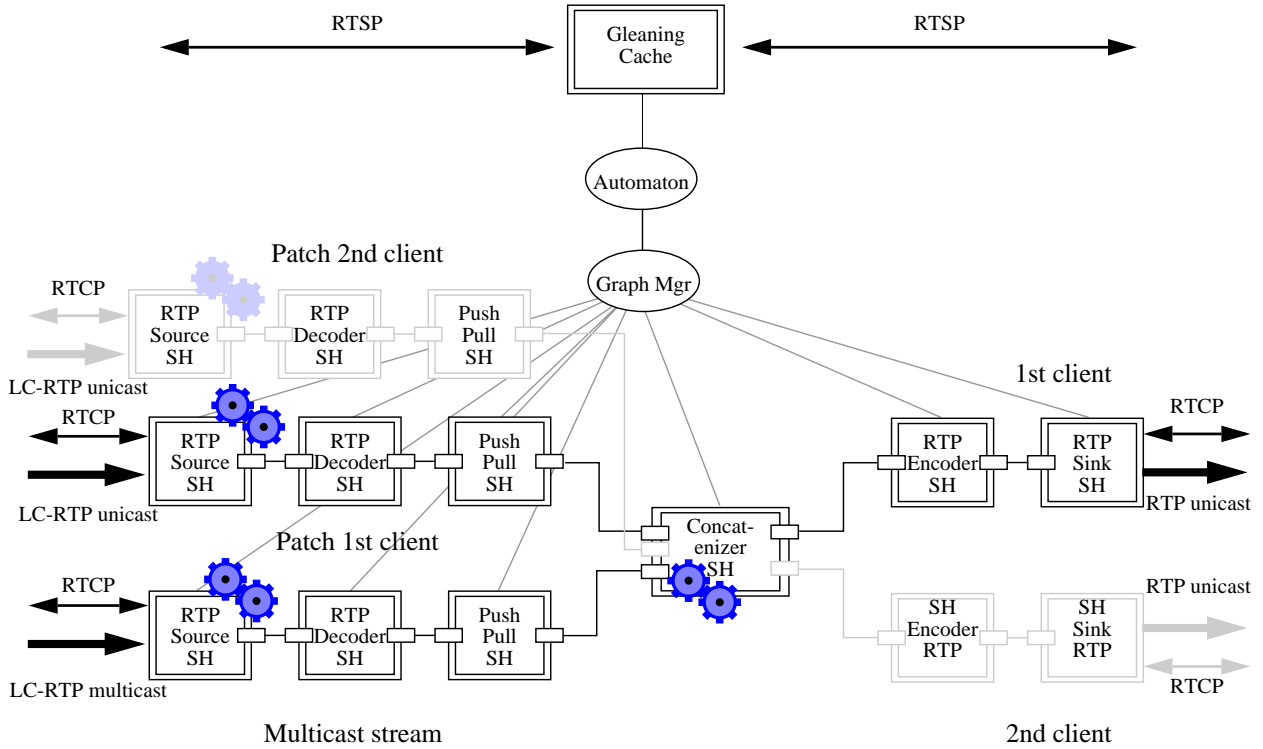 RTSP
Gleaning
Cache
RTSP
Automaton
Graph Mgr
Patch 2nd client
RTCP
RTP
Source
SH
RTP
Decoder
SH
Push
Pull
SH
LC-RTP unicast
1st client
RTCP
RTP
Source
SH
RTP
Decoder
SH
Push
Pull
SH
RTP
Encoder
SH
RTP
Sink
SH
RTCP
LC-RTP unicast
RTP unicast
Patch 1st client
Concat-
enizer
SH
RTCP
RTP
Source
SH
RTP
Decoder
SH
Push
Pull
SH
SH
Encoder
RTP
SH
Sink
RTP
RTP unicast
RTCP
LC-RTP multicast
Multicast stream
2nd client